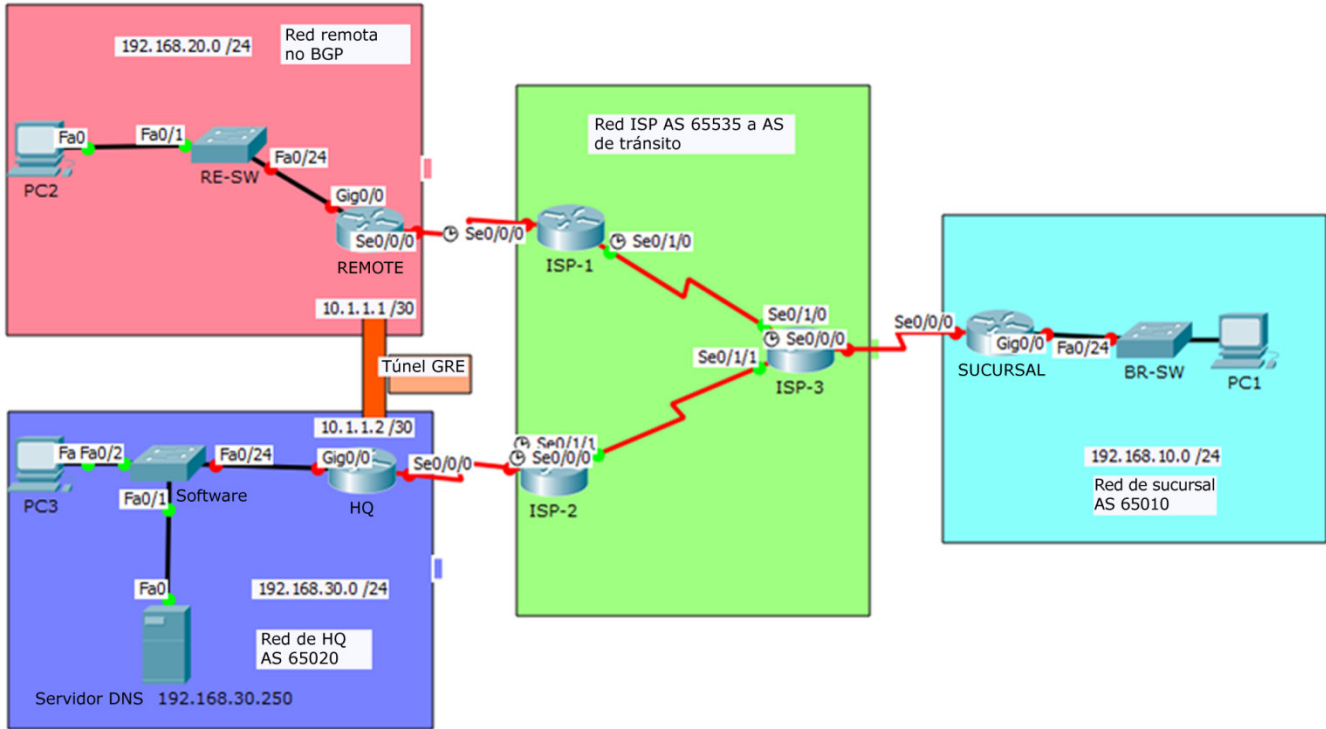 192.168.20.0 /24
Red remota
no BGP
Fa0
Fa0/1
Fa0/24
PC2
RE-SW
Gig0/0
Se0/0/0
REMOTE
10.1.1.1 /30
Túnel GRE
10.1.1.2 /30
Red ISP AS 65535 a AS
de tránsito
Se0/0/0
Se0/1/0
ISP-1
Se0/1/0
Se0/0/0
Se0/1/1
ISP-3
Se0/1/1
Se0/0/0
ISP-2
Se0/0/0
Gig0/0
Fa0/24
SUCURSAL
BR-SW
PC1
192.168.10.0 /24
Red de sucursal
AS 65010
Fa
Fa0/2
Fa0/24
Gig0/0
Se0/0/0
PC3
Fa0/1
Software
HQ
Fa0
192.168.30.0 /24
Red de HQ
AS 65020
Servidor DNS 192.168.30.250